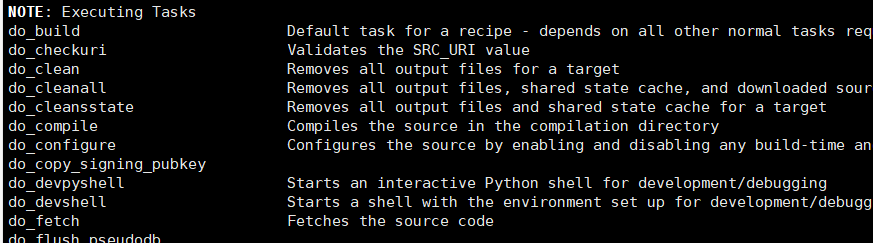 NOTE: Executing Tasks
do_build Default task for a recipe - depends on all other normal tasks req
do_checkuri Validates the SRC_URI value
do_clean Removes all output files for a target
do_cleanall Removes all output files, shared state cache, and downloaded sour
do_cleansstate Removes all output files and shared state cache for a target
do_compile Compiles the source in the compilation directory
do_configure Configures the source by enabling and disabling any build-time an
do_copy_signing_pubkey
do_devpyshell Starts an interactive Python shell for development/debugging
do_devshell Starts a shell with the environment set up for development/debugg
do_fetch Fetches the source code
do_flush_pseudodb